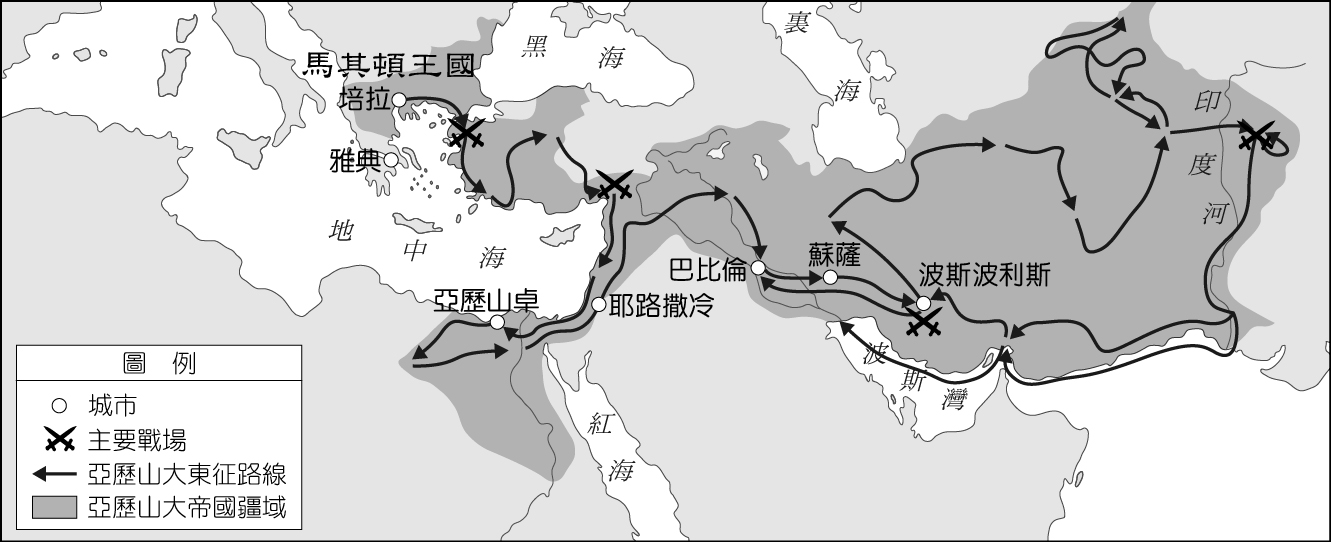 黑海
裏海
馬其頓王國
培拉
雅典
印度河
地中海
蘇薩
巴比倫
波斯波利斯
亞歷山卓
耶路撒冷
波斯灣
紅海
圖 例
城市
主要戰場
亞歷山大東征路線
亞歷山大帝國疆域